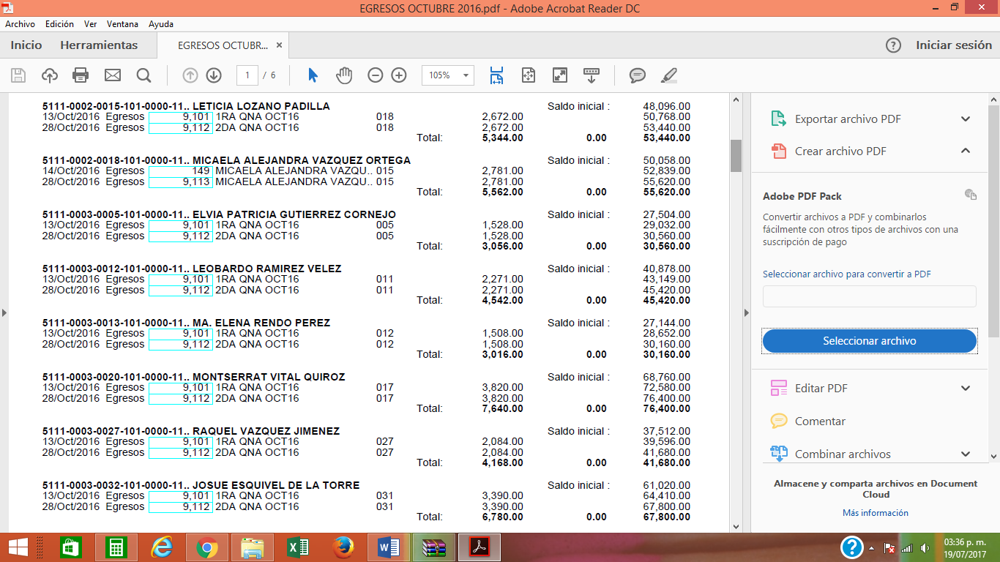 EGRESOS OCTUBRE 2016.pdf - Adobe Acrobat Reader DC
Archivo Edición Ver Ventana Ayuda
Inicio Herramientas EGRESOS OCTUBR... × ? Iniciar sesión
1 / 6 105%
5111-0002-0015-101-0000-11.. LETICIA LOZANO PADILLA Saldo inicial : 48,096.00
13/Oct/2016 Egresos 9,101 1RA QNA OCT16 018 2,672.00 50,768.00
28/Oct/2016 Egresos 9,112 2DA QNA OCT16 018 2,672.00 53,440.00
Total: 5,344.00 0.00 53,440.00
5111-0002-0018-101-0000-11.. MICAELA ALEJANDRA VAZQUEZ ORTEGA Saldo inicial : 50,058.00
14/Oct/2016 Egresos 149 MICAELA ALEJANDRA VAZQU.. 015 2,781.00 52,839.00
28/Oct/2016 Egresos 9,113 MICAELA ALEJANDRA VAZQU.. 015 2,781.00 55,620.00
Total: 5,562.00 0.00 55,620.00
5111-0003-0005-101-0000-11.. ELVIA PATRICIA GUTIERREZ CORNEJO Saldo inicial : 27,504.00
13/Oct/2016 Egresos 9,101 1RA QNA OCT16 005 1,528.00 29,032.00
28/Oct/2016 Egresos 9,112 2DA QNA OCT16 005 1,528.00 30,560.00
Total: 3,056.00 0.00 30,560.00
5111-0003-0012-101-0000-11.. LEOBARDO RAMIREZ VELEZ Saldo inicial : 40,878.00
13/Oct/2016 Egresos 9,101 1RA QNA OCT16 011 2,271.00 43,149.00
28/Oct/2016 Egresos 9,112 2DA QNA OCT16 011 2,271.00 45,420.00
Total: 4,542.00 0.00 45,420.00
5111-0003-0013-101-0000-11.. MA. ELENA RENDO PEREZ Saldo inicial : 27,144.00
13/Oct/2016 Egresos 9,101 1RA QNA OCT16 012 1,508.00 28,652.00
28/Oct/2016 Egresos 9,112 2DA QNA OCT16 012 1,508.00 30,160.00
Total: 3,016.00 0.00 30,160.00
5111-0003-0020-101-0000-11.. MONTSERRAT VITAL QUIROZ Saldo inicial : 68,760.00
13/Oct/2016 Egresos 9,101 1RA QNA OCT16 017 3,820.00 72,580.00
28/Oct/2016 Egresos 9,112 2DA QNA OCT16 017 3,820.00 76,400.00
Total: 7,640.00 0.00 76,400.00
5111-0003-0027-101-0000-11.. RAQUEL VAZQUEZ JIMENEZ Saldo inicial : 37,512.00
13/Oct/2016 Egresos 9,101 1RA QNA OCT16 027 2,084.00 39,596.00
28/Oct/2016 Egresos 9,112 2DA QNA OCT16 027 2,084.00 41,680.00
Total: 4,168.00 0.00 41,680.00
5111-0003-0032-101-0000-11.. JOSUE ESQUIVEL DE LA TORRE Saldo inicial : 61,020.00
13/Oct/2016 Egresos 9,101 1RA QNA OCT16 031 3,390.00 64,410.00
28/Oct/2016 Egresos 9,112 2DA QNA OCT16 031 3,390.00 67,800.00
Total: 6,780.00 0.00 67,800.00
Exportar archivo PDF
Crear archivo PDF
Adobe PDF Pack
Convertir archivos a PDF y combinarlos
fácilmente con otros tipos de archivos con una
suscripción de pago
Seleccionar archivo para convertir a PDF
Seleccionar archivo
Editar PDF
Comentar
Combinar archivos
Almacene y comparta archivos en Document
Cloud
Más información
03:36 p. m.
19/07/2017